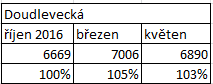 Doudlevecká
říjen 2016 březen květen
6669 7006 6890
100% 105% 103%